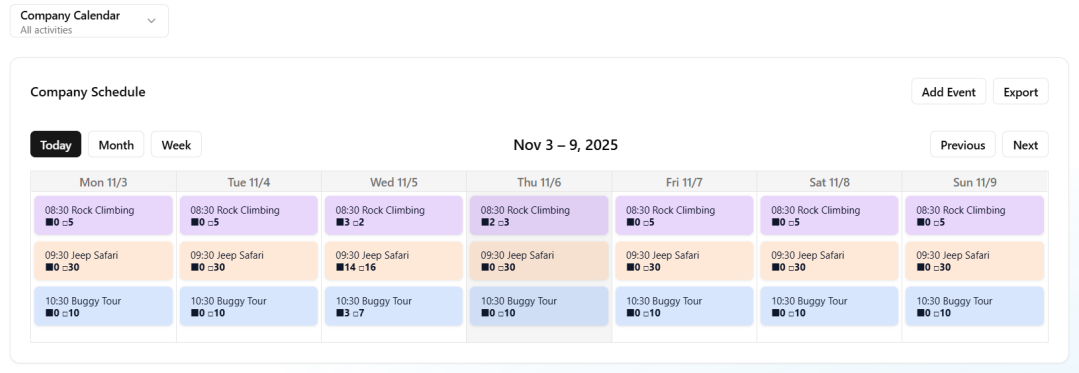 Company Calendar
All activities
Company Schedule
Add Event
Export
Today
Month
Week
Nov 3 – 9, 2025
Previous
Next
Mon 11/3
Tue 11/4
Wed 11/5
Thu 11/6
Fri 11/7
Sat 11/8
Sun 11/9
08:30 Rock Climbing
■0 □5
08:30 Rock Climbing
■0 □5
08:30 Rock Climbing
■3 □2
08:30 Rock Climbing
■2 □3
08:30 Rock Climbing
■0 □5
08:30 Rock Climbing
■0 □5
08:30 Rock Climbing
■0 □5
09:30 Jeep Safari
■0 □30
09:30 Jeep Safari
■0 □30
09:30 Jeep Safari
■14 □16
09:30 Jeep Safari
■0 □30
09:30 Jeep Safari
■0 □30
09:30 Jeep Safari
■0 □30
09:30 Jeep Safari
■0 □30
10:30 Buggy Tour
■0 □10
10:30 Buggy Tour
■0 □10
10:30 Buggy Tour
■3 □7
10:30 Buggy Tour
■0 □10
10:30 Buggy Tour
■0 □10
10:30 Buggy Tour
■0 □10
10:30 Buggy Tour
■0 □10